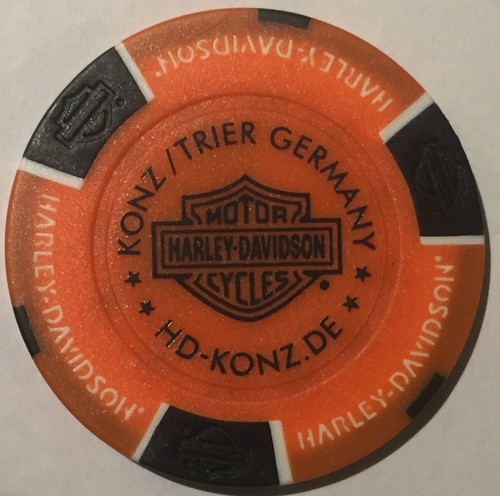 HARLEY-DAVIDSON®
KONZ/TRIER GERMANY
MOTOR
HARLEY-DAVIDSON
CYCLES®
HD-KONZ.DE
HARLEY-DAVIDSON®
HARLEY-DAVIDSON®